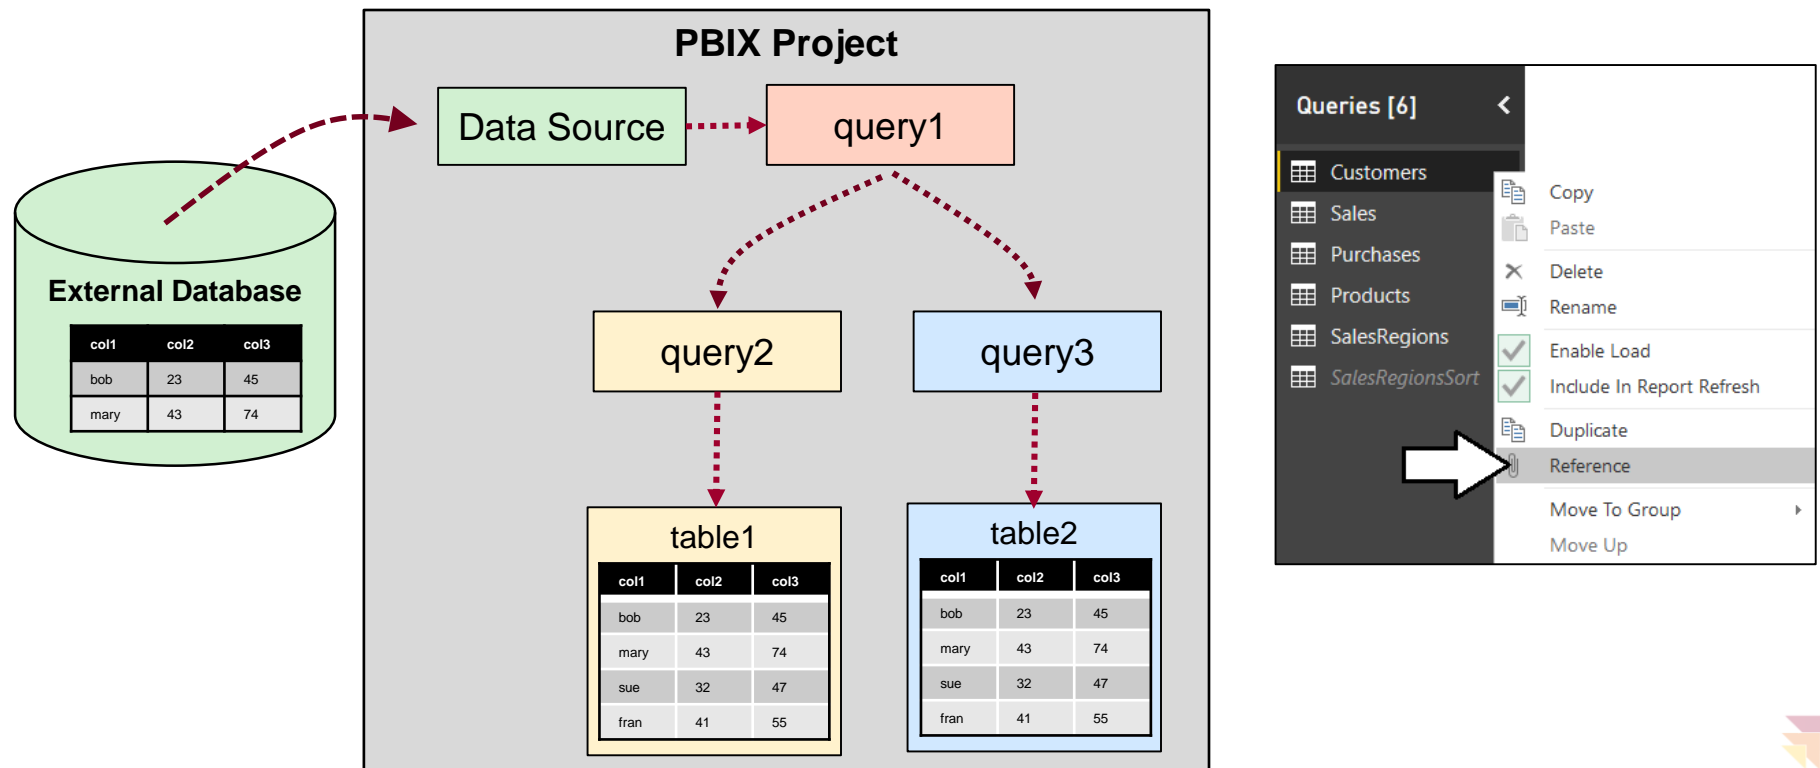 PBIX Project
Data Source
query1
External Database
col1 col2 col3
bob 23 45
mary 43 74
query2
query3
table1
col1 col2 col3
bob 23 45
mary 43 74
sue 32 47
fran 41 55
table2
col1 col2 col3
bob 23 45
mary 43 74
sue 32 47
fran 41 55
Queries [6]
Customers
Sales
Purchases
Products
SalesRegions
SalesRegionsSort
Copy
Paste
Delete
Rename
Enable Load
Include In Report Refresh
Duplicate
Reference
Move To Group
Move Up